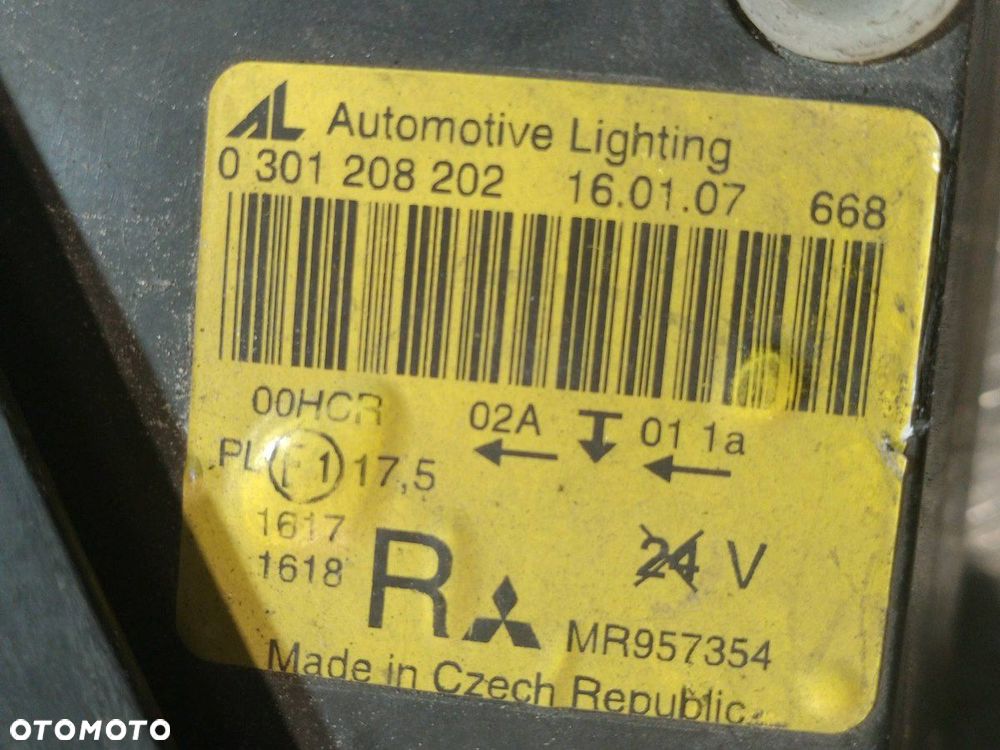 AL Automotive Lighting
0 301 208 202 16.01.07 668
00HCR 02A 01 1a
PL E1 17,5
1617
1618
R
24 V
MR957354
Made in Czech Republic
OTOMOTO